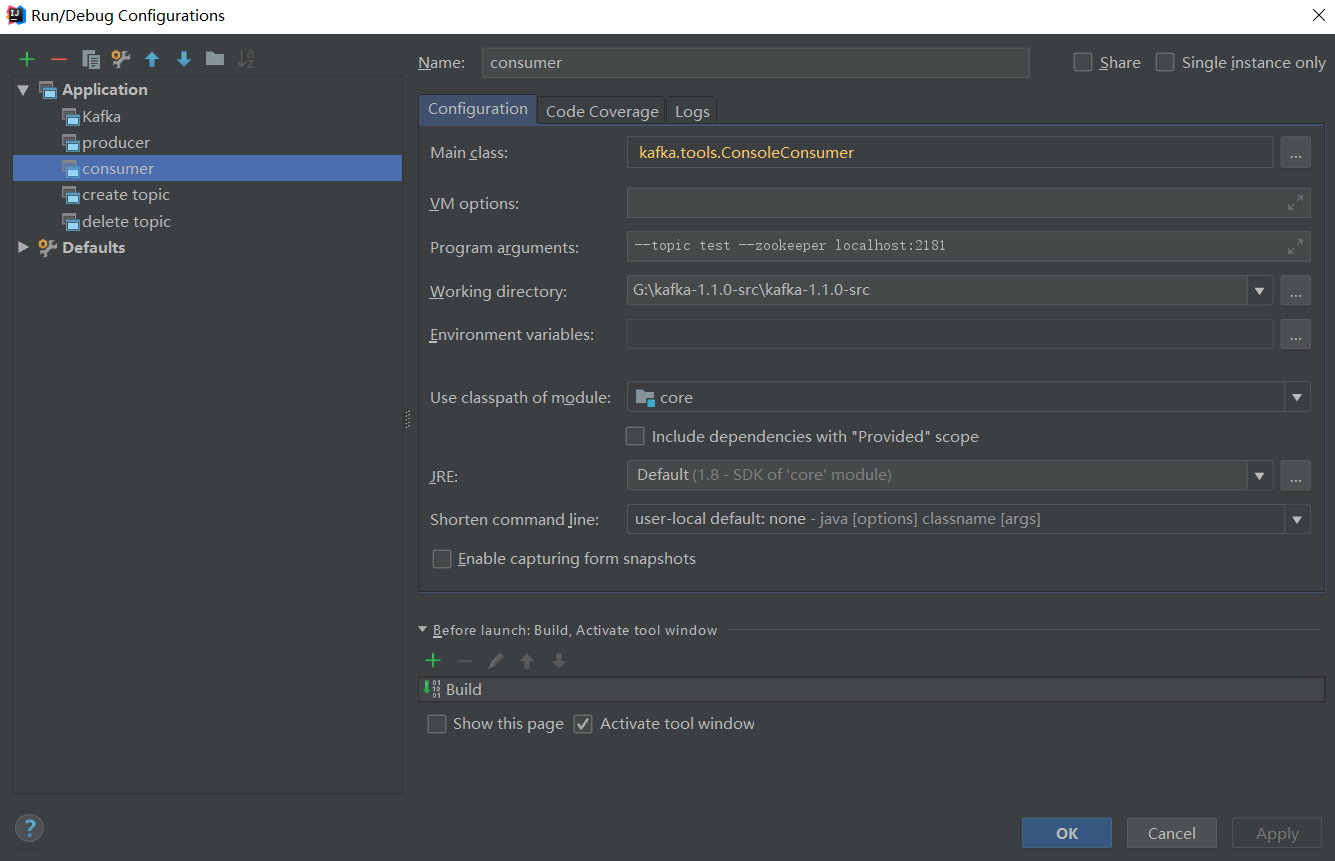 Run/Debug Configurations
Application
Kafka
producer
consumer
create topic
delete topic
Defaults
Name: consumer
Share
Single instance only
Configuration
Code Coverage
Logs
Main class: kafka.tools.ConsoleConsumer ...
VM options:
Program arguments: --topic test --zookeeper localhost:2181
Working directory: G:\kafka-1.1.0-src\kafka-1.1.0-src ...
Environment variables: ...
Use classpath of module: core
Include dependencies with "Provided" scope
JRE: Default (1.8 - SDK of 'core' module) ...
Shorten command line: user-local default: none - java [options] classname [args]
Enable capturing form snapshots
Before launch: Build, Activate tool window
Build
Show this page
Activate tool window
?
OK
Cancel
Apply